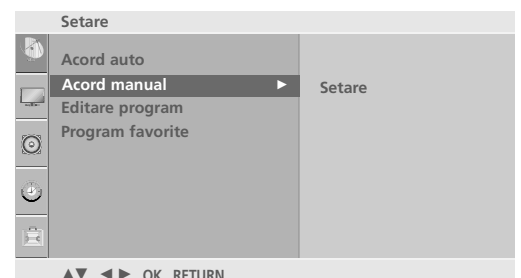 Setare
Acord auto
Acord manual ► Setare
Editare program
Program favorite
▲▼ ◄► OK RETURN